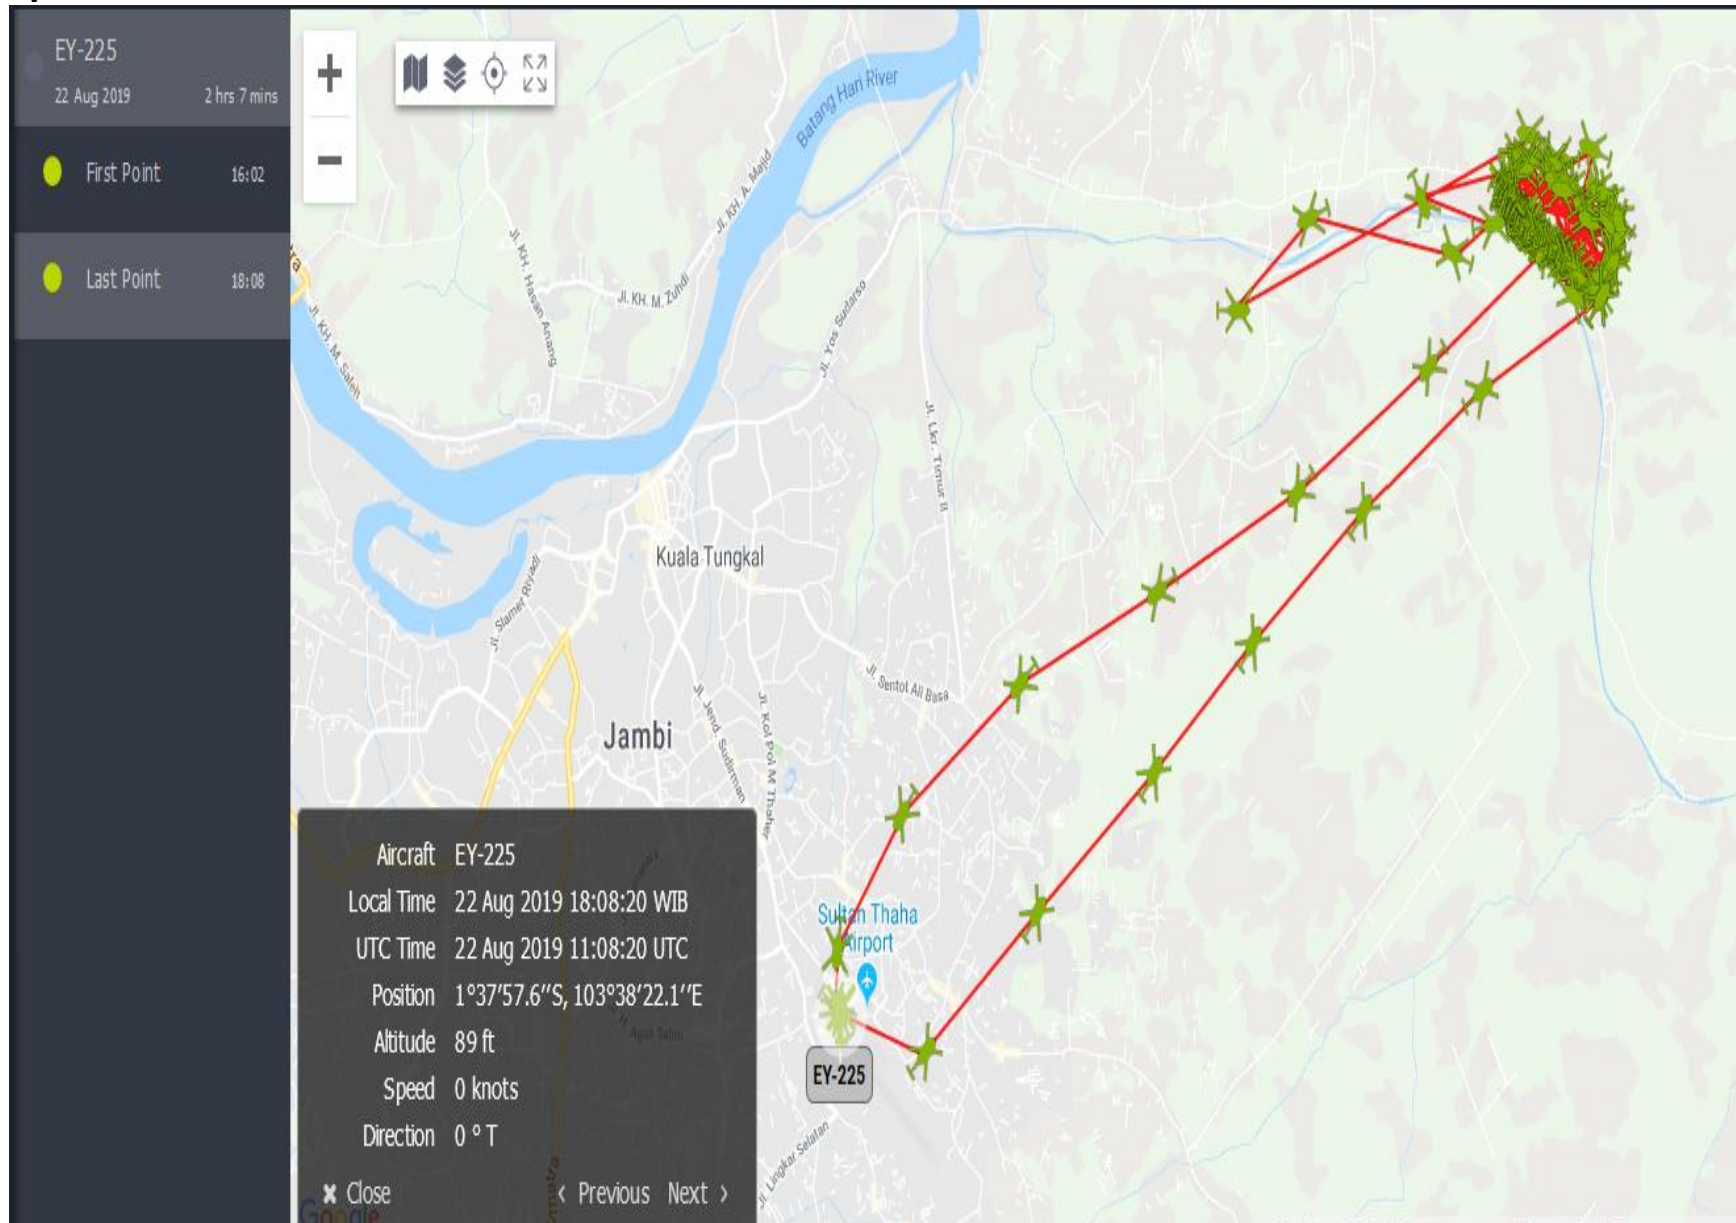 EY-225
22 Aug 2019 2 hrs 7 mins
First Point 16:02
Last Point 18:08
+
−
Batang Hari River
Jl. KH. A. Majid
Jl. KH. Hasan Anang
Jl. KH. M. Zuhdi
Jl. Yos Sudarso
Jl. KH. M. Saleh
Jl. Lkr. Timur II
Kuala Tungkal
Jl. Slamet Riyadi
Jl. Sentot Ali Basa
Jambi
Jl. Jend. Sudirman
Jl. Kol Pol M Thaher
Sultan Thaha
Airport
EY-225
Jl. Lingkar Selatan
Aircraft EY-225
Local Time 22 Aug 2019 18:08:20 WIB
UTC Time 22 Aug 2019 11:08:20 UTC
Position 1°37'57.6''S, 103°38'22.1''E
Altitude 89 ft
Speed 0 knots
Direction 0 ° T
✖ Close ‹ Previous Next ›
Google